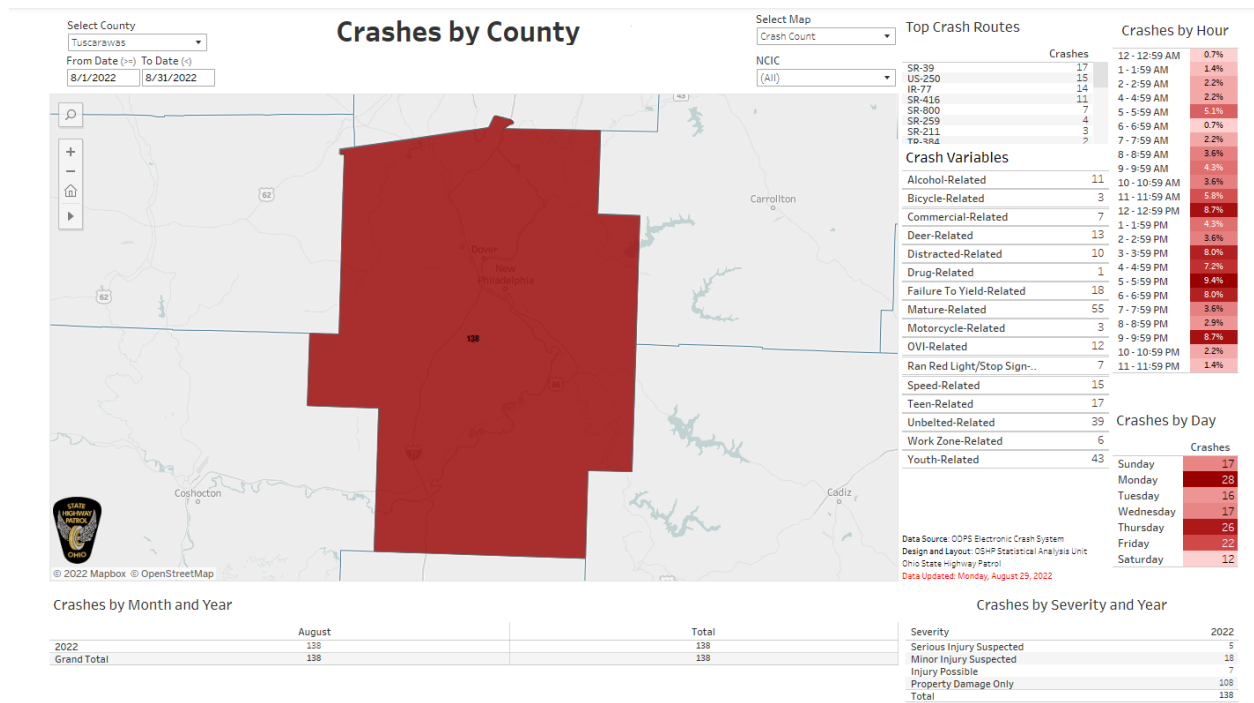 Select County
Tuscarawas
From Date (>=) To Date (<)
8/1/2022 8/31/2022
Crashes by County
Select Map
Crash Count
NCIC
(All)
43
62
Carrollton
Dover
New
Philadelphia
62
138
36
77
Coshocton
Cadiz
STATE
HIGHWAY
PATROL
OHIO
© 2022 Mapbox © OpenStreetMap
Top Crash Routes
Crashes
SR-39 17
US-250 15
IR-77 14
SR-416 11
SR-800 7
SR-259 4
SR-211 3
TR-384 2
Crash Variables
Alcohol-Related 11
Bicycle-Related 3
Commercial-Related 7
Deer-Related 13
Distracted-Related 10
Drug-Related 1
Failure To Yield-Related 18
Mature-Related 55
Motorcycle-Related 3
OVI-Related 12
Ran Red Light/Stop Sign-.. 7
Speed-Related 15
Teen-Related 17
Unbelted-Related 39
Work Zone-Related 6
Youth-Related 43
Data Source: ODPS Electronic Crash System
Design and Layout: OSHP Statistical Analysis Unit
Ohio State Highway Patrol
Data Updated: Monday, August 29, 2022
Crashes by Hour
12 - 12:59 AM 0.7%
1 - 1:59 AM 1.4%
2 - 2:59 AM 2.2%
4 - 4:59 AM 2.2%
5 - 5:59 AM 5.1%
6 - 6:59 AM 0.7%
7 - 7:59 AM 2.2%
8 - 8:59 AM 3.6%
9 - 9:59 AM 4.3%
10 - 10:59 AM 3.6%
11 - 11:59 AM 5.8%
12 - 12:59 PM 8.7%
1 - 1:59 PM 4.3%
2 - 2:59 PM 3.6%
3 - 3:59 PM 8.0%
4 - 4:59 PM 7.2%
5 - 5:59 PM 9.4%
6 - 6:59 PM 8.0%
7 - 7:59 PM 3.6%
8 - 8:59 PM 2.9%
9 - 9:59 PM 8.7%
10 - 10:59 PM 2.2%
11 - 11:59 PM 1.4%
Crashes by Day
Crashes
Sunday 17
Monday 28
Tuesday 16
Wednesday 17
Thursday 26
Friday 22
Saturday 12
Crashes by Month and Year
August Total
2022 138 138
Grand Total 138 138
Crashes by Severity and Year
Severity 2022
Serious Injury Suspected 5
Minor Injury Suspected 18
Injury Possible 7
Property Damage Only 108
Total 138